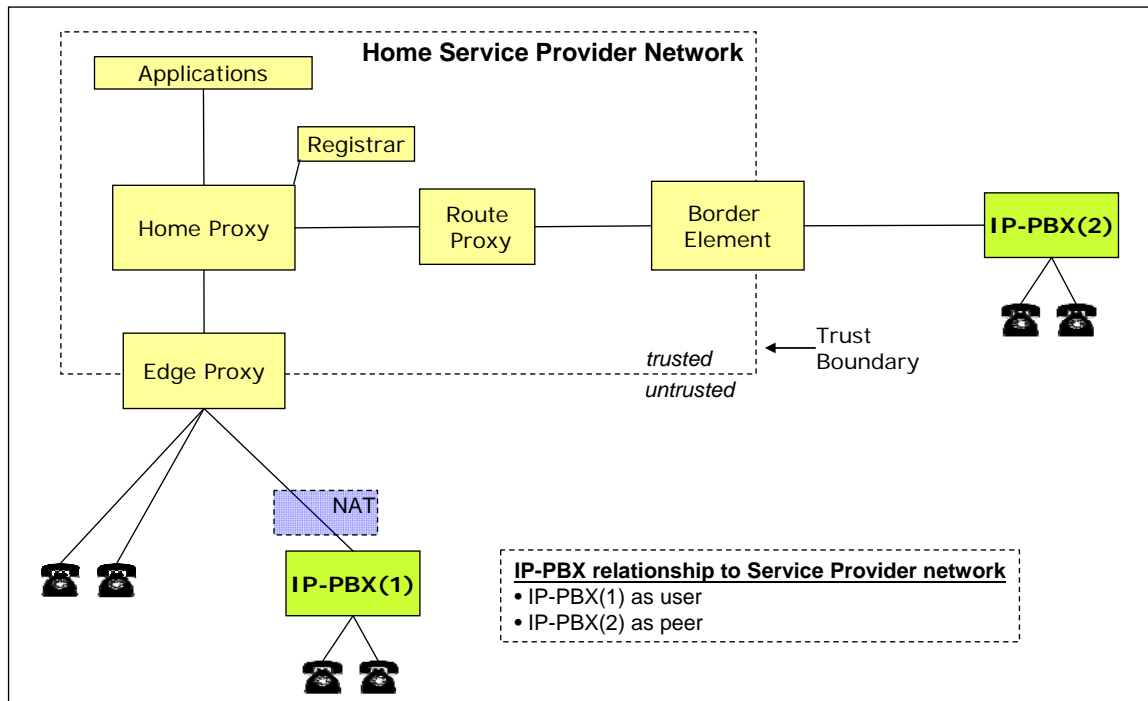 Home Service Provider Network
Applications
Registrar
Home Proxy
Route
Proxy
Border
Element
IP-PBX(2)
Trust
Boundary
trusted
untrusted
Edge Proxy
NAT
IP-PBX(1)
IP-PBX relationship to Service Provider network
• IP-PBX(1) as user
• IP-PBX(2) as peer